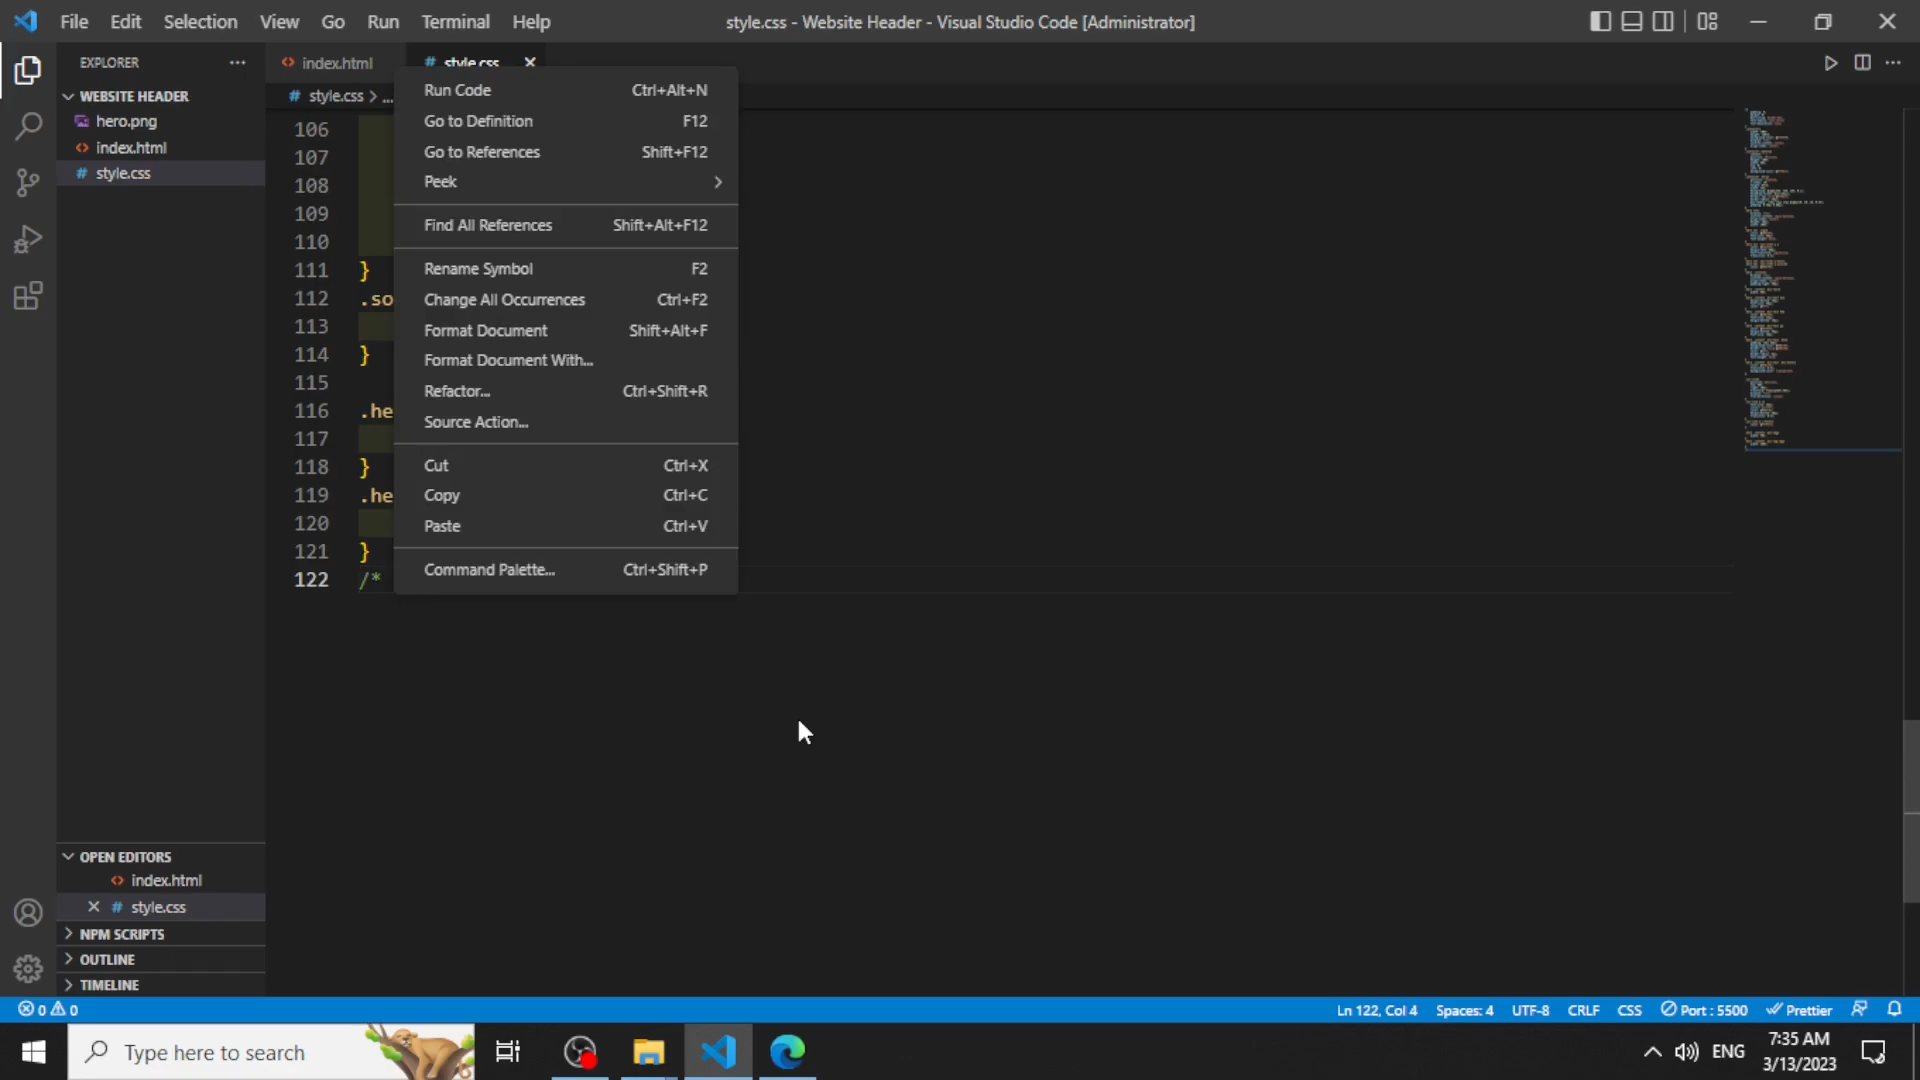 File Edit Selection View Go Run Terminal Help
style.css - Website Header - Visual Studio Code [Administrator]
EXPLORER
WEBSITE HEADER
hero.png
index.html
# style.css
index.html
# style.css
# style.css > ...
106
107
108
109
110
111 }
112 .so
113
114 }
115
116 .he
117
118 }
119 .he
120
121 }
122 /*
Run Code Ctrl+Alt+N
Go to Definition F12
Go to References Shift+F12
Peek
Find All References Shift+Alt+F12
Rename Symbol F2
Change All Occurrences Ctrl+F2
Format Document Shift+Alt+F
Format Document With...
Refactor... Ctrl+Shift+R
Source Action...
Cut Ctrl+X
Copy Ctrl+C
Paste Ctrl+V
Command Palette... Ctrl+Shift+P
OPEN EDITORS
index.html
# style.css
NPM SCRIPTS
OUTLINE
TIMELINE
0 0
Ln 122, Col 4 Spaces: 4 UTF-8 CRLF CSS Port : 5500 Prettier
Type here to search
ENG
7:35 AM
3/13/2023